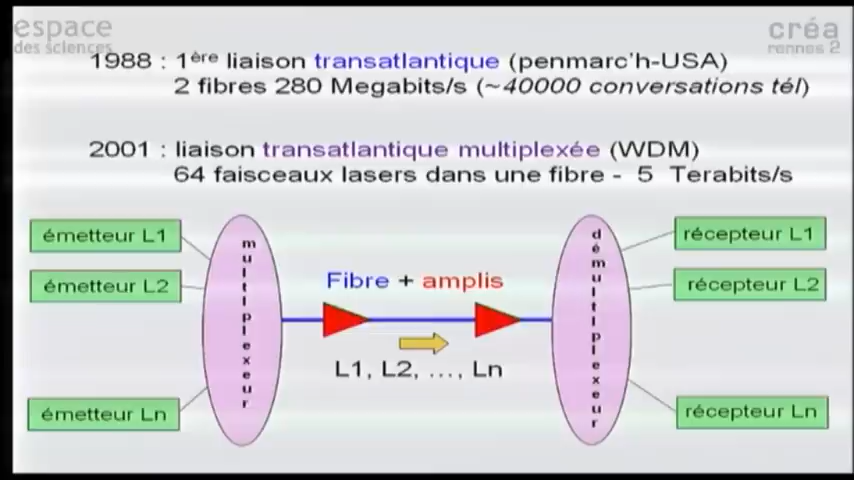 espace
des sciences
créa
rennes 2
1988 : 1ère liaison transatlantique (penmarc'h-USA)
2 fibres 280 Megabits/s (~40000 conversations tél)
2001 : liaison transatlantique multiplexée (WDM)
64 faisceaux lasers dans une fibre - 5 Terabits/s
émetteur L1
émetteur L2
émetteur Ln
multiplexeur
Fibre + amplis
L1, L2, ..., Ln
démultiplexeur
récepteur L1
récepteur L2
récepteur Ln